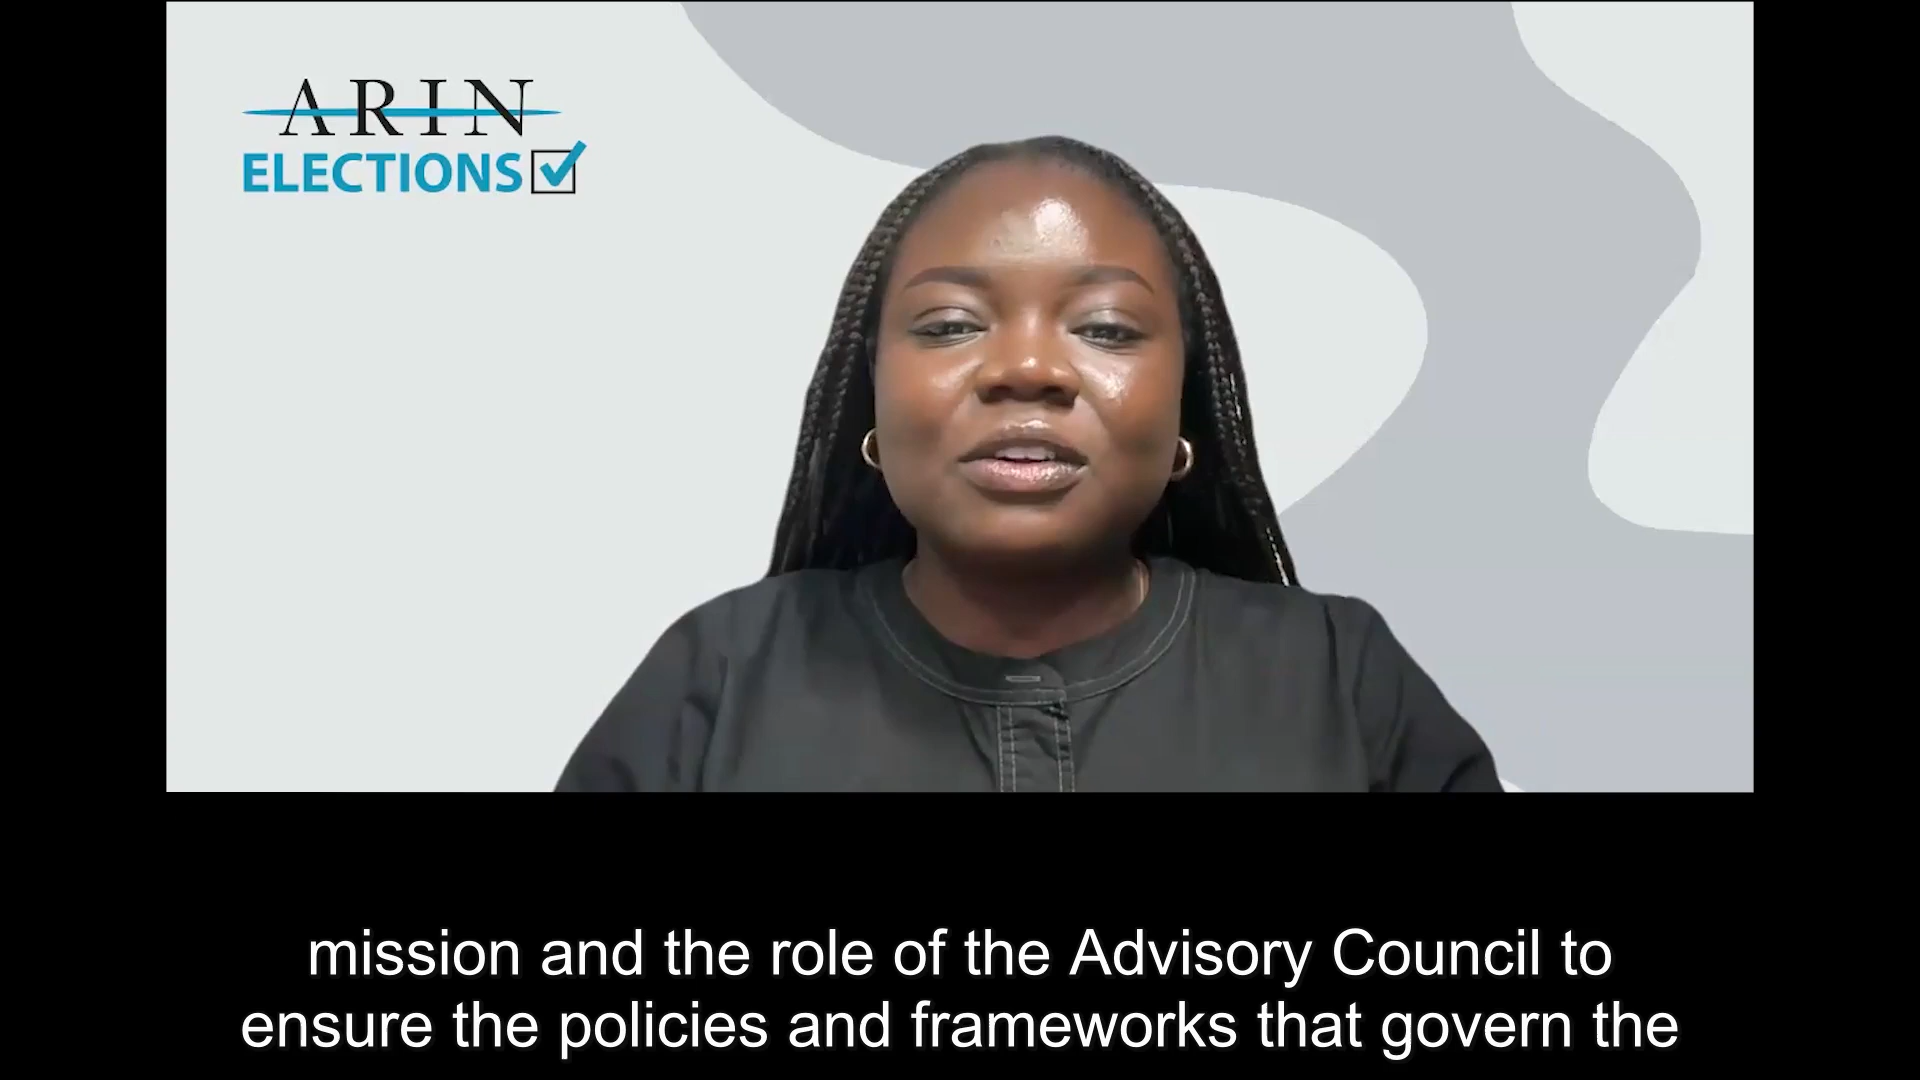 ARIN
ELECTIONS
mission and the role of the Advisory Council to
ensure the policies and frameworks that govern the